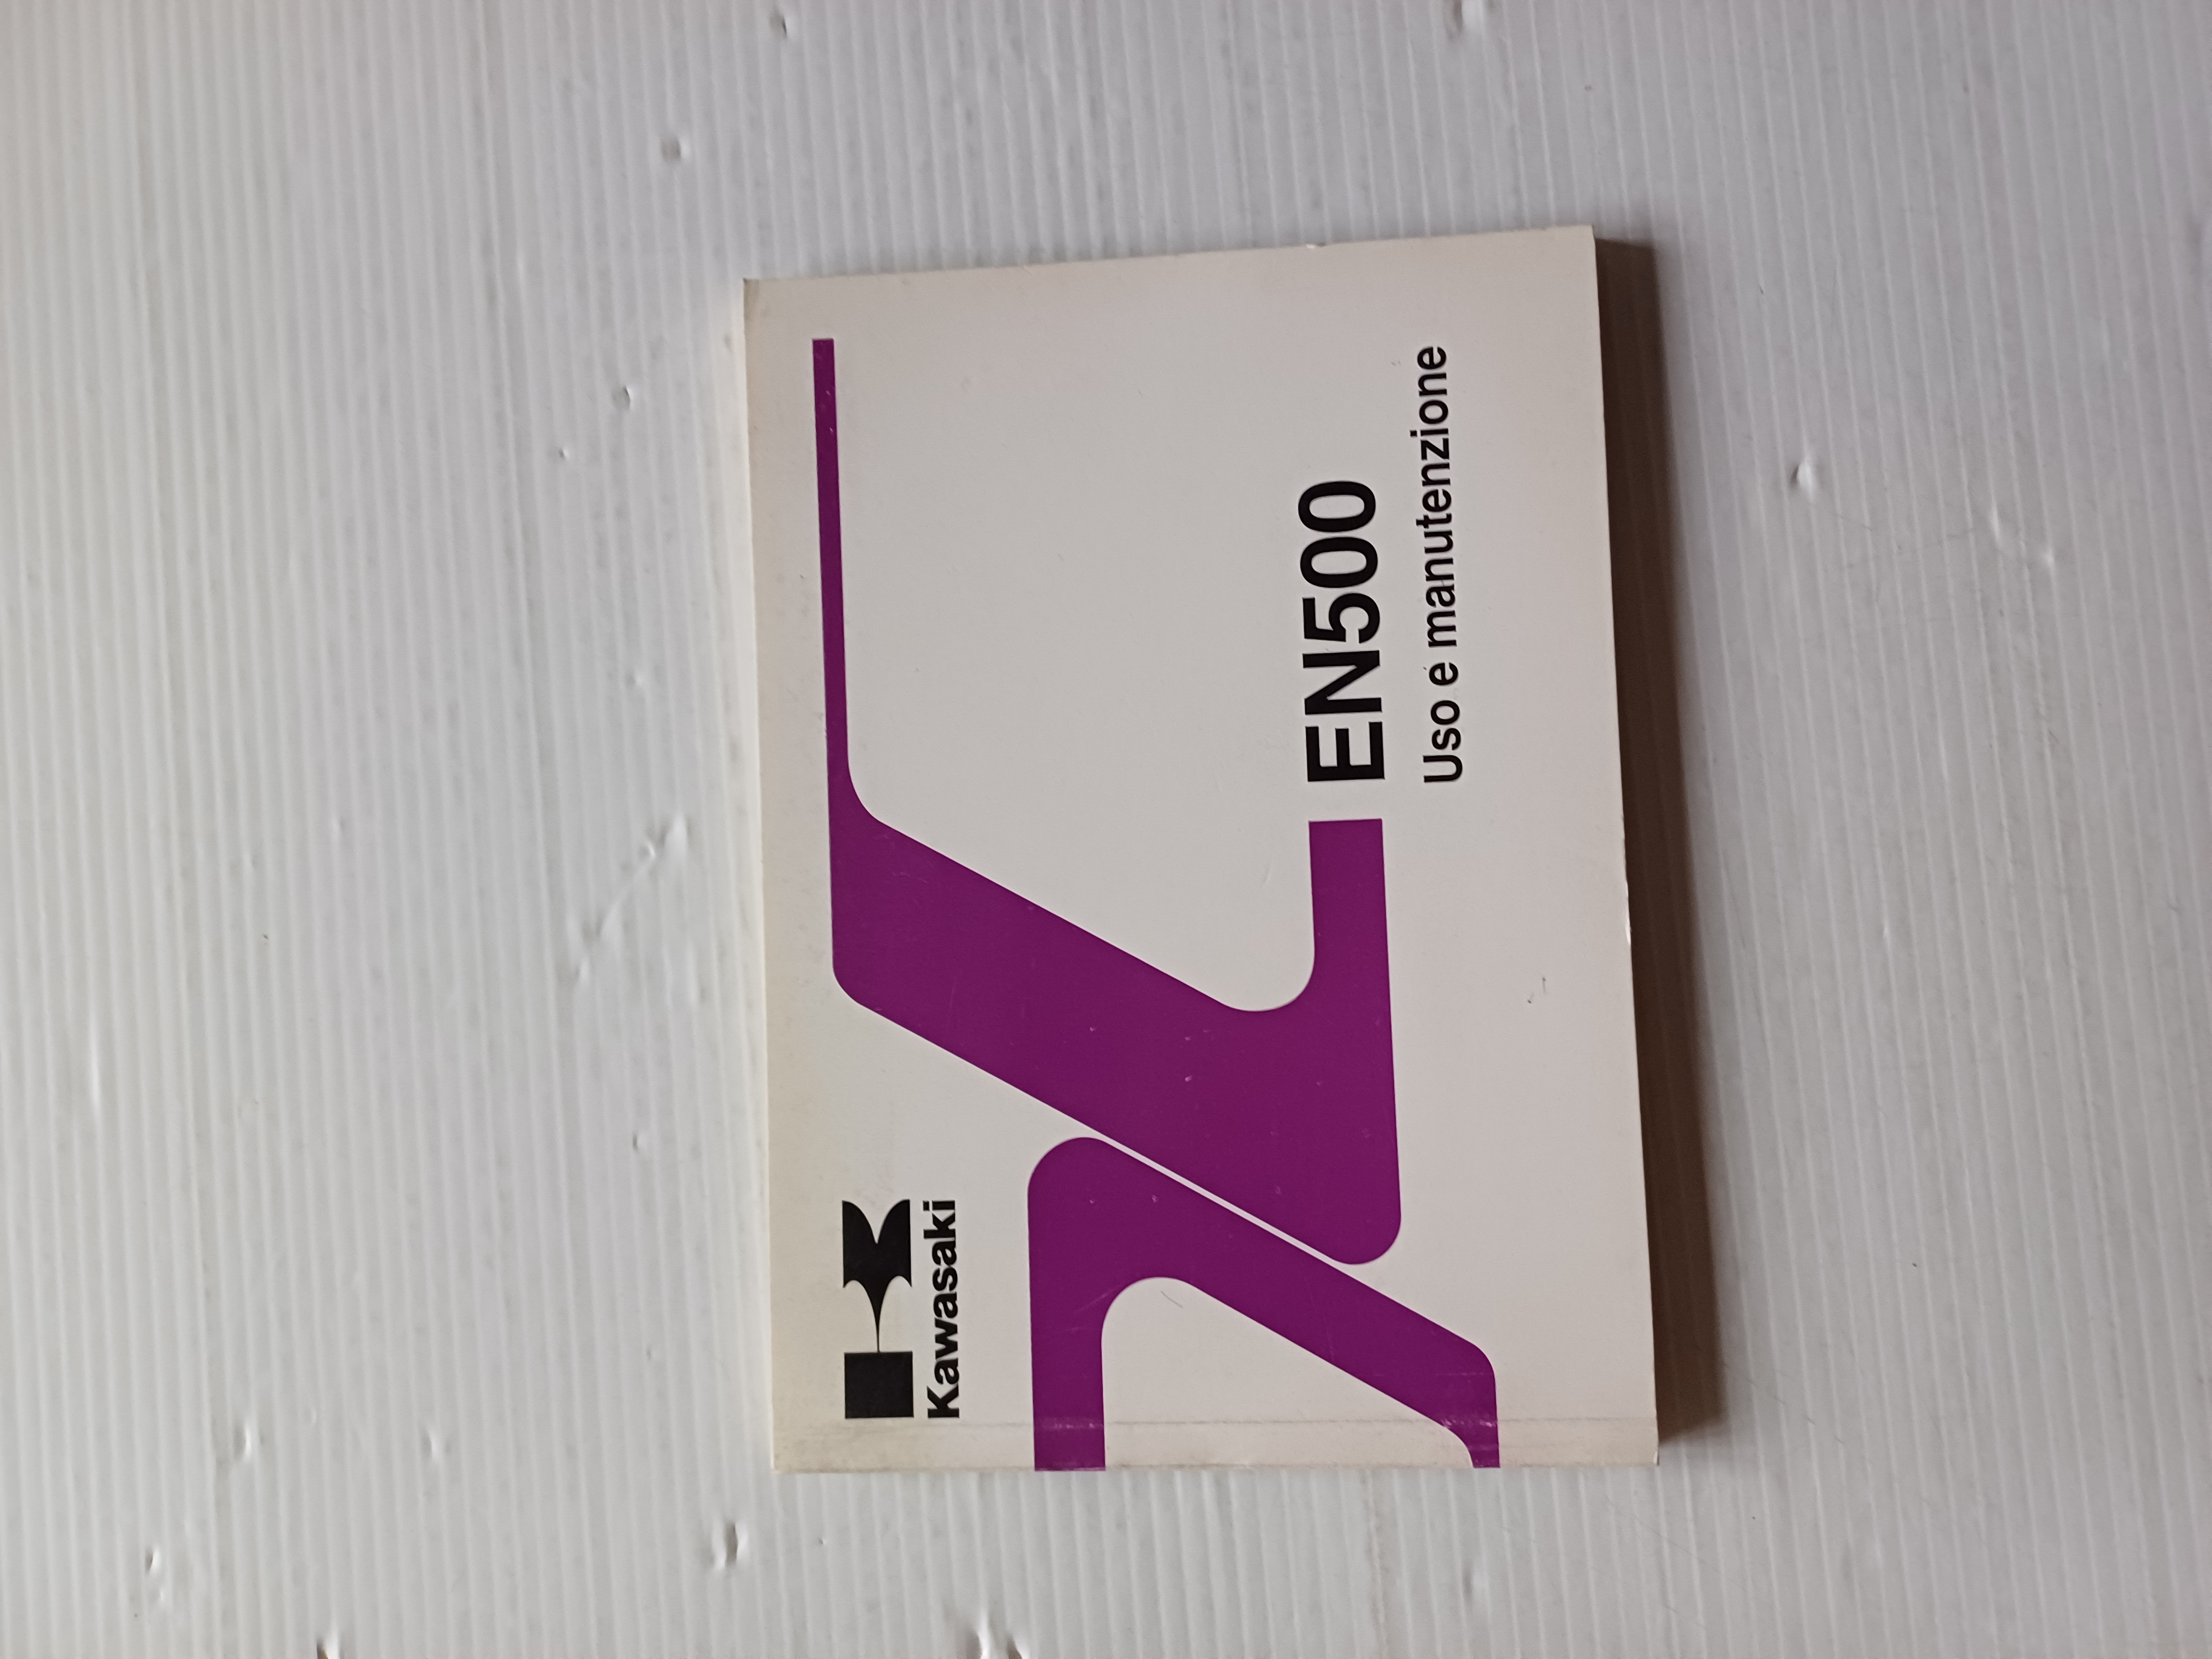 Kawasaki
EN500
Uso e manutenzione